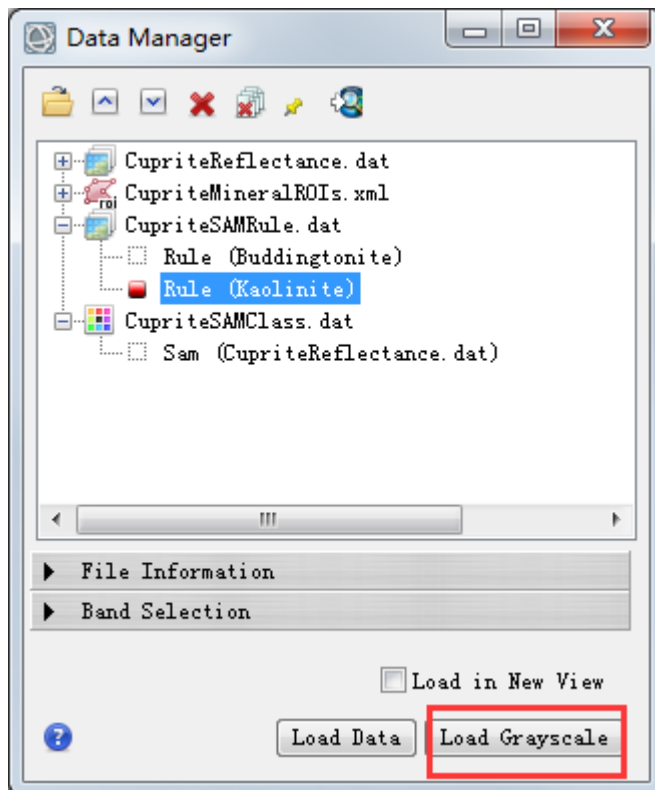 Data Manager
CupriteReflectance.dat
roi
CupriteMineralROIs.xml
CupriteSAMRule.dat
Rule (Buddingtonite)
Rule (Kaolinite)
CupriteSAMClass.dat
Sam (CupriteReflectance.dat)
File Information
Band Selection
Load in New View
Load Data
Load Grayscale